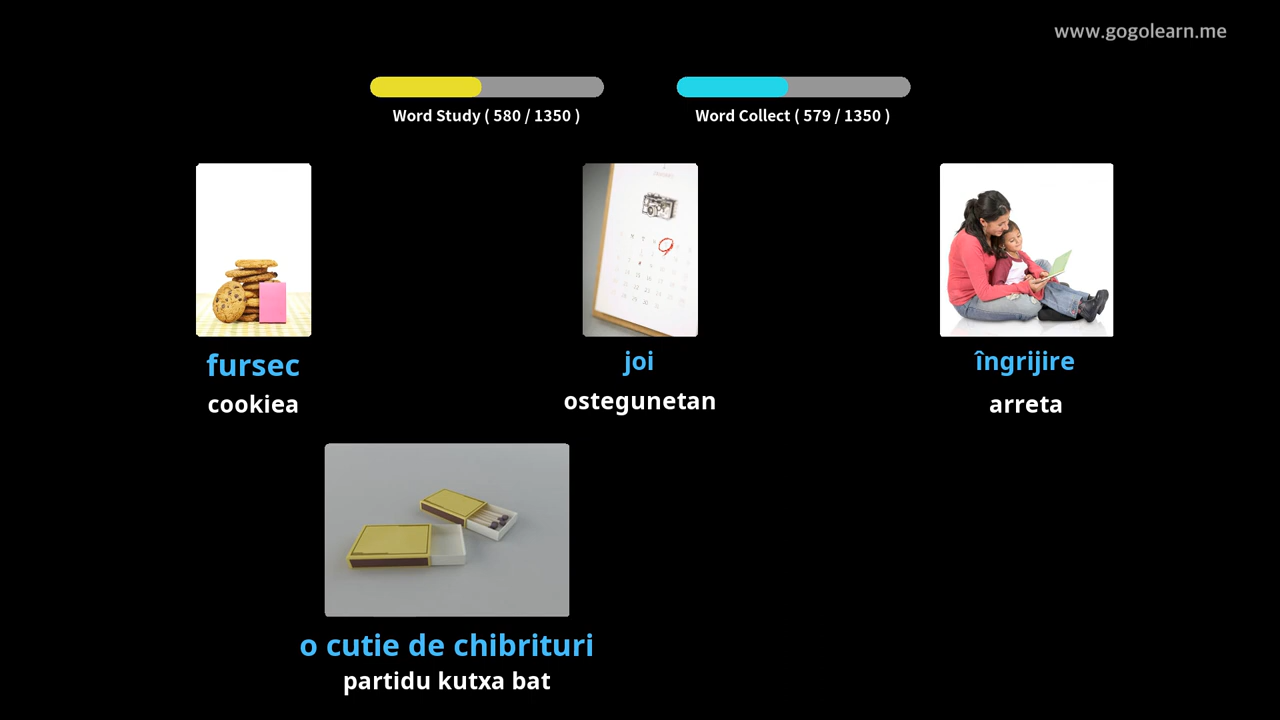 www.gogolearn.me
Word Study ( 580 / 1350 )
Word Collect ( 579 / 1350 )
fursec
joi
îngrijire
cookiea
ostegunetan
arreta
o cutie de chibrituri
partidu kutxa bat